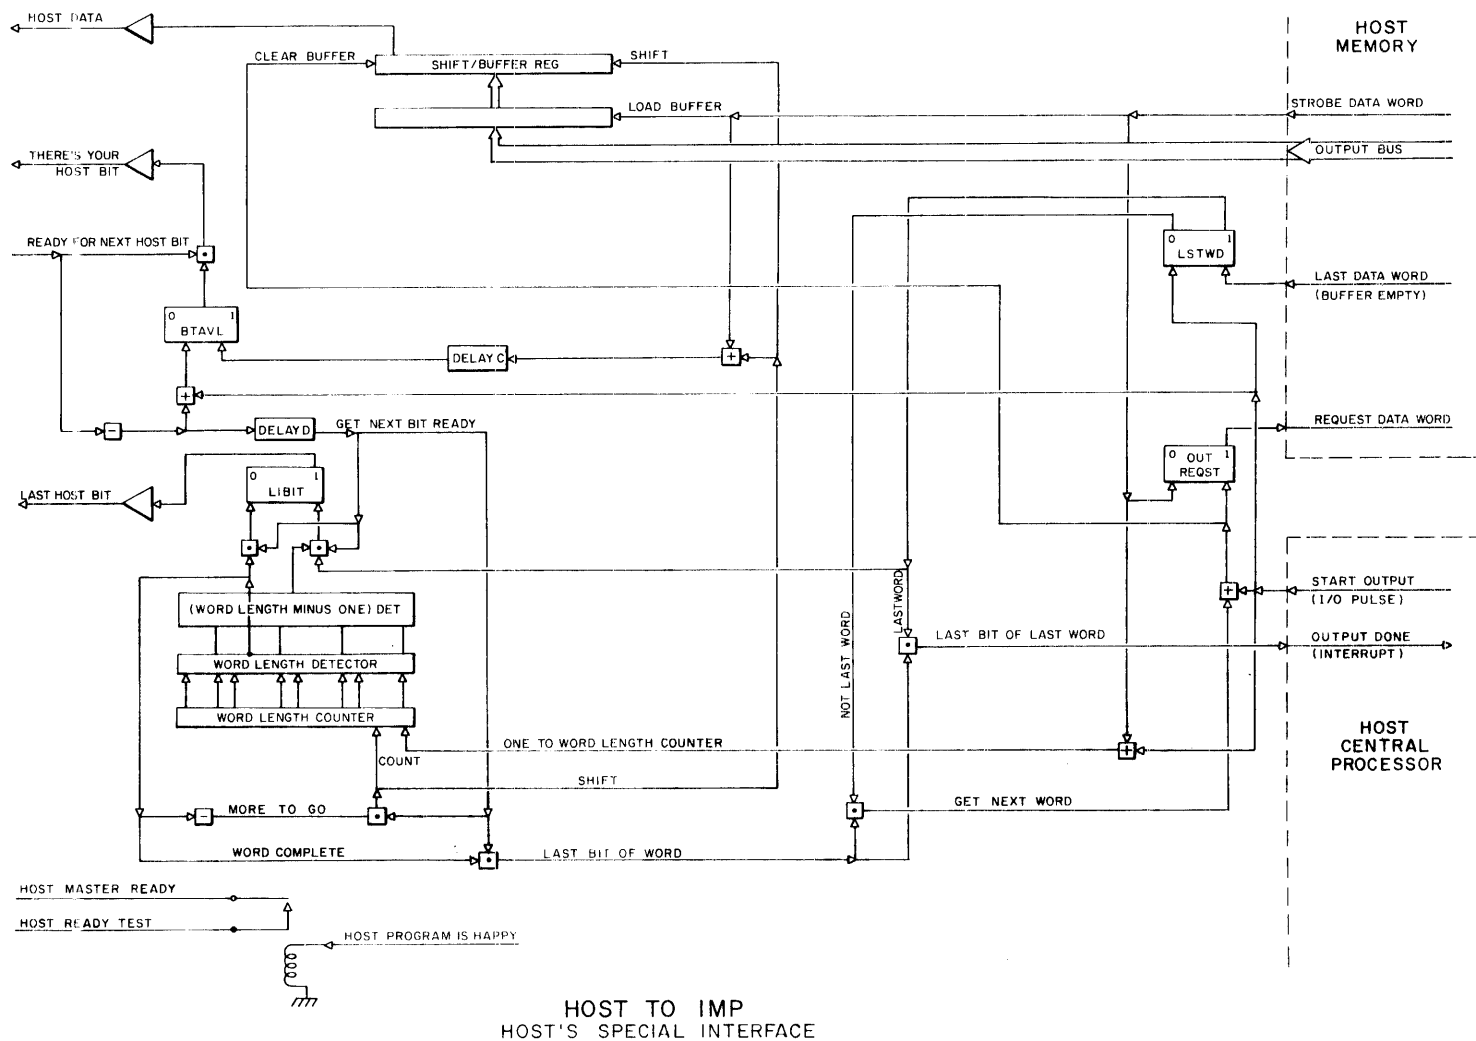 HOST DATA
HOST
MEMORY
CLEAR BUFFER
SHIFT/BUFFER REG
SHIFT
LOAD BUFFER
STROBE DATA WORD
OUTPUT BUS
THERE'S YOUR
HOST BIT
READY FOR NEXT HOST BIT
0 1
LSTWD
LAST DATA WORD
(BUFFER EMPTY)
0 1
BTAVL
DELAY C
+
+
REQUEST DATA WORD
-
DELAY D
GET NEXT BIT READY
0 OUT 1
REQST
0 1
LIBIT
LAST HOST BIT
START OUTPUT
(I/O PULSE)
+
(WORD LENGTH MINUS ONE) DET
LASTWORD
NOT LAST WORD
LAST BIT OF LAST WORD
OUTPUT DONE
(INTERRUPT)
WORD LENGTH DETECTOR
WORD LENGTH COUNTER
ONE TO WORD LENGTH COUNTER
+
HOST
CENTRAL
PROCESSOR
COUNT
SHIFT
-
MORE TO GO
GET NEXT WORD
WORD COMPLETE
LAST BIT OF WORD
HOST MASTER READY
HOST READY TEST
HOST PROGRAM IS HAPPY
HOST TO IMP
HOST'S SPECIAL INTERFACE